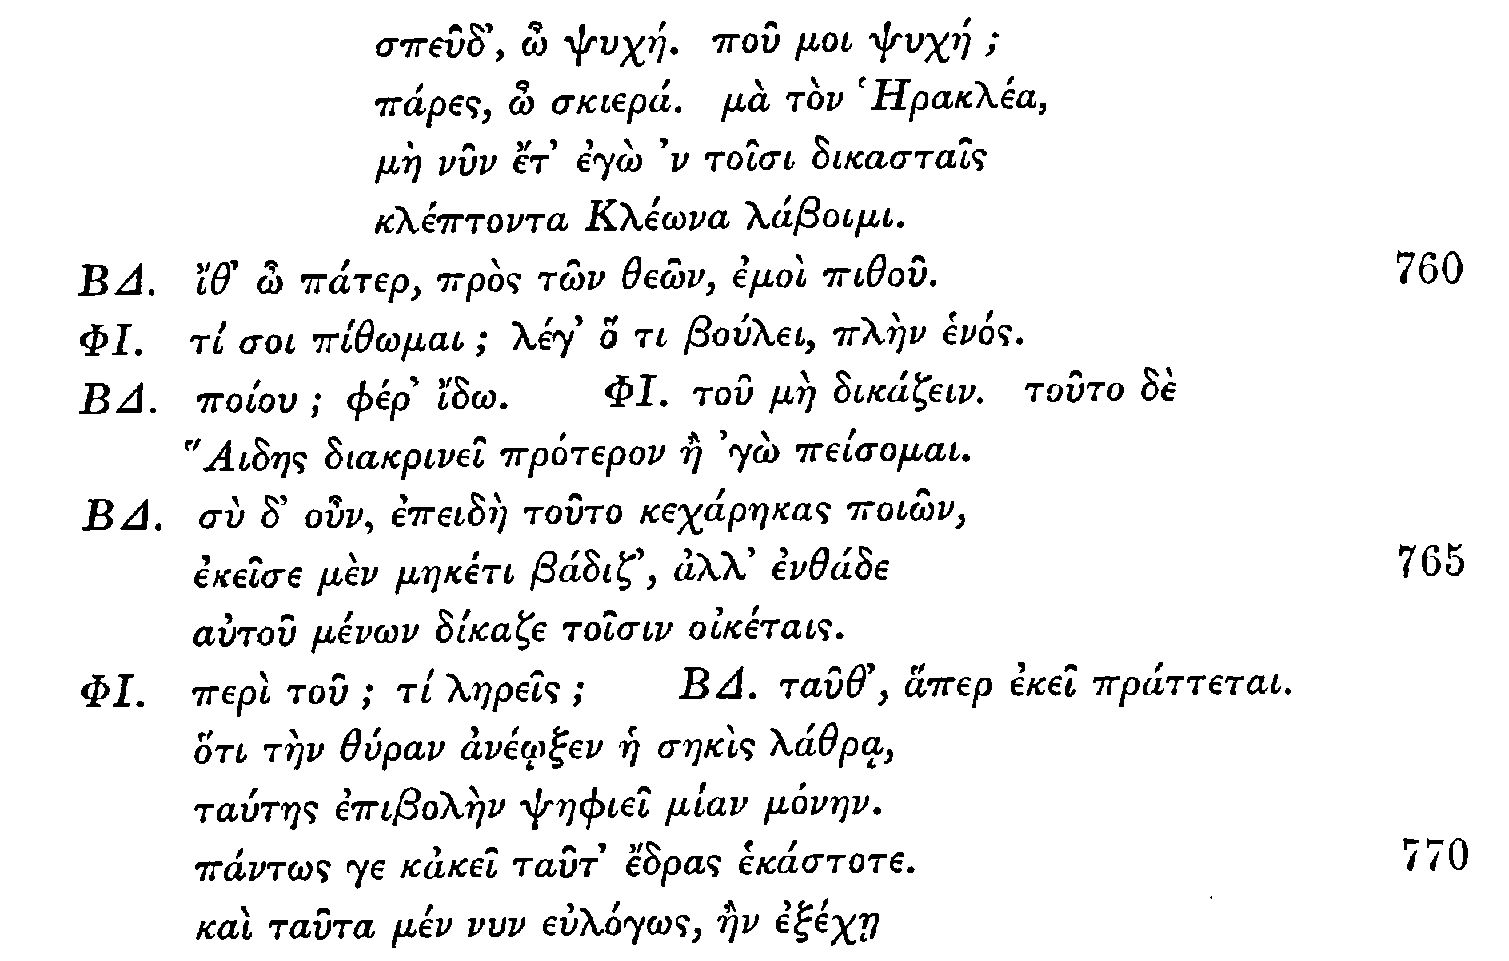 σπεῦδ’, ὦ ψυχή. ποῦ μοι ψυχή ;
πάρες, ὦ σκιερά. μὰ τὸν Ἡρακλέα,
μὴ νῦν ἔτ’ ἐγὼ ’ν τοῖσι δικασταῖς
κλέπτοντα Κλέωνα λάβοιμι.
ΒΔ. ἴθ’ ὦ πάτερ, πρὸς τῶν θεῶν, ἐμοὶ πιθοῦ. 760
ΦΙ. τί σοι πίθωμαι ; λέγ’ ὅ τι βούλει, πλὴν ἑνός.
ΒΔ. ποίου ; φέρ’ ἴδω. ΦΙ. τοῦ μὴ δικάζειν. τοῦτο δὲ
Ἅιδης διακρινεῖ πρότερον ἢ ’γὼ πείσομαι.
ΒΔ. σὺ δ’ οὖν, ἐπειδὴ τοῦτο κεχάρηκας ποιῶν,
ἐκεῖσε μὲν μηκέτι βάδιζ’, ἀλλ’ ἐνθάδε 765
αὐτοῦ μένων δίκαζε τοῖσιν οἰκέταις.
ΦΙ. περὶ τοῦ ; τί ληρεῖς ; ΒΔ. ταῦθ’, ἅπερ ἐκεῖ πράττεται.
ὅτι τὴν θύραν ἀνέῳξεν ἡ σηκὶς λάθρᾳ,
ταύτης ἐπιβολὴν ψηφιεῖ μίαν μόνην.
πάντως γε κἀκεῖ ταῦτ’ ἔδρας ἑκάστοτε. 770
καὶ ταῦτα μέν νυν εὐλόγως, ἢν ἐξέχῃ